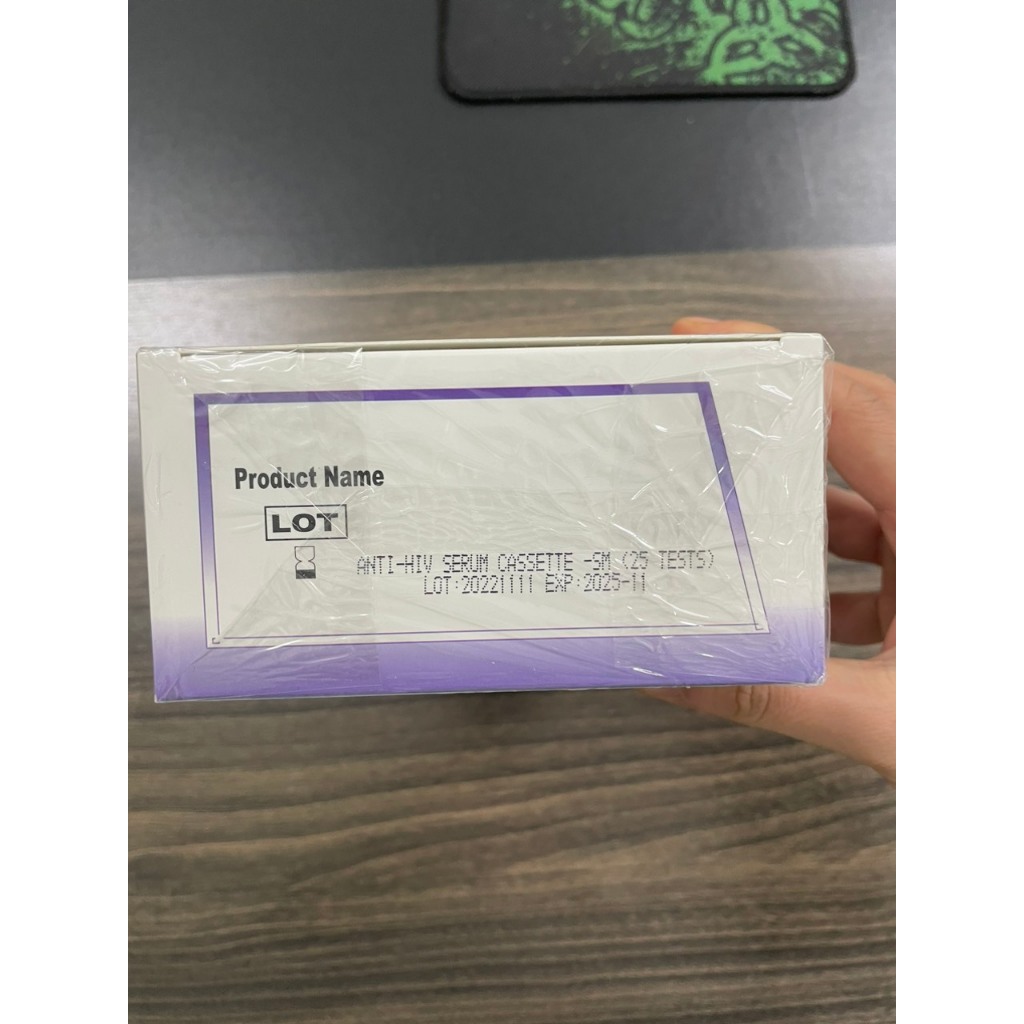 Product Name
LOT
ANTI-HIV SERUM CASSETTE -SM (25 TESTS)
LOT:20221111 EXP:2025-11